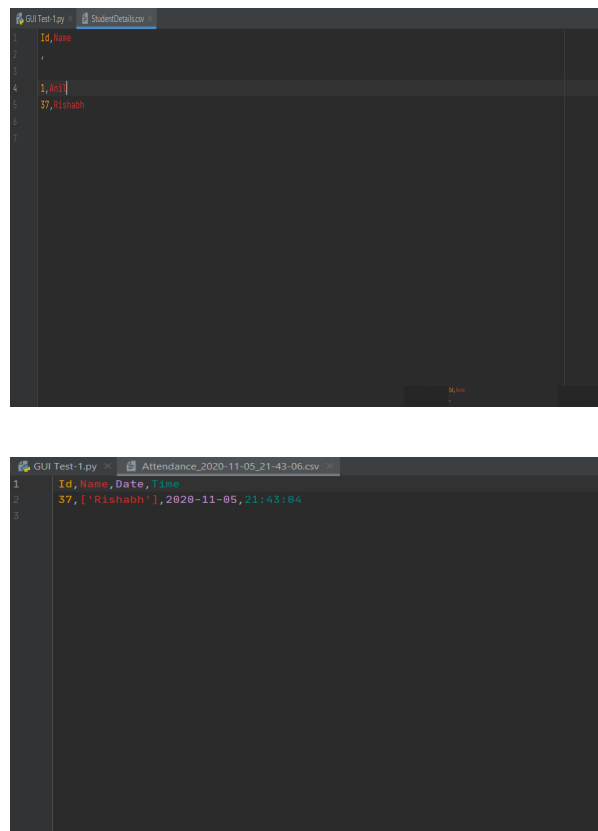 GUI Test-1.py × StudentDetails.csv ×
1 Id,Name
2 ,
3
4 1,Anil
5 37,Rishabh
6
7
Id,Name
,
GUI Test-1.py × Attendance_2020-11-05_21-43-06.csv ×
1 Id,Name,Date,Time
2 37,['Rishabh'],2020-11-05,21:43:04
3